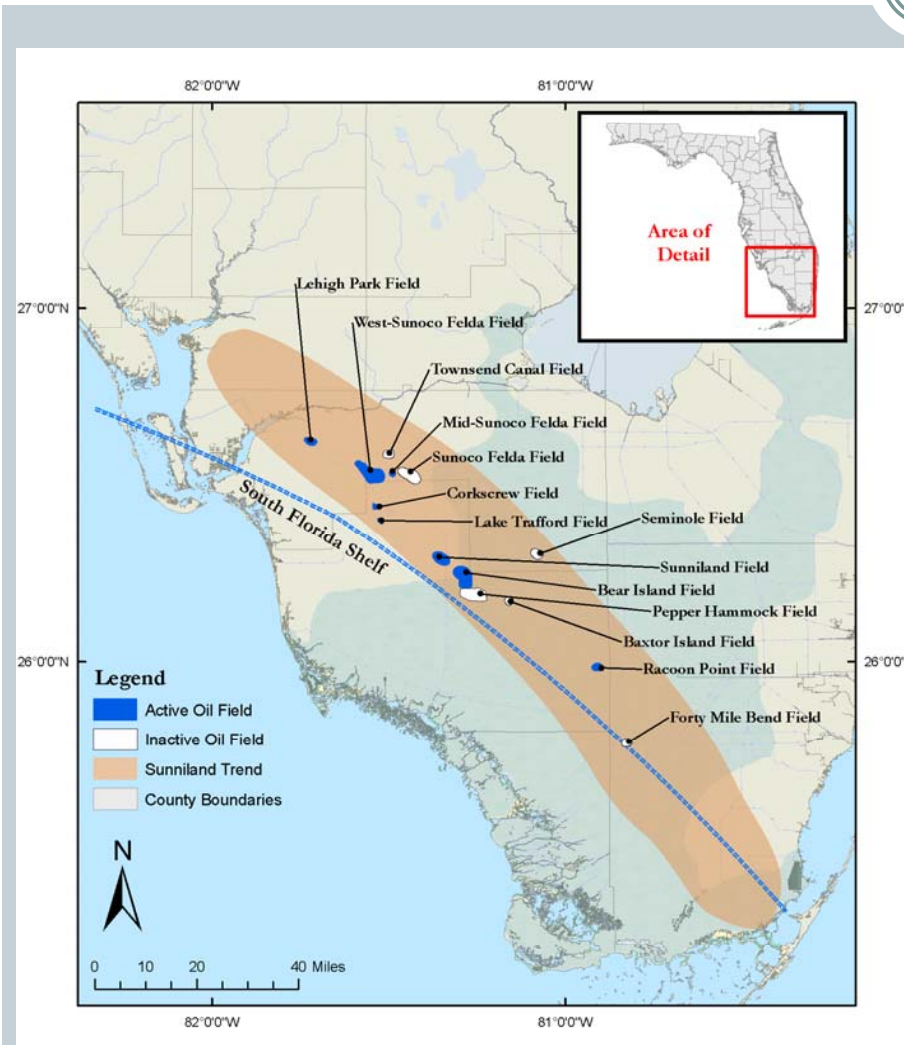 82°0'0"W
81°0'0"W
Area of
Detail
Lehigh Park Field
27°0'0"N
27°0'0"N
West-Sunoco Felda Field
Townsend Canal Field
Mid-Sunoco Felda Field
Sunoco Felda Field
South Florida Shelf
Corkscrew Field
Lake Trafford Field
Seminole Field
Sunniland Field
Bear Island Field
Pepper Hammock Field
Baxtor Island Field
26°0'0"N
26°0'0"N
Racoon Point Field
Forty Mile Bend Field
Legend
Active Oil Field
Inactive Oil Field
Sunniland Trend
County Boundaries
N
0 10 20 40 Miles
82°0'0"W
81°0'0"W